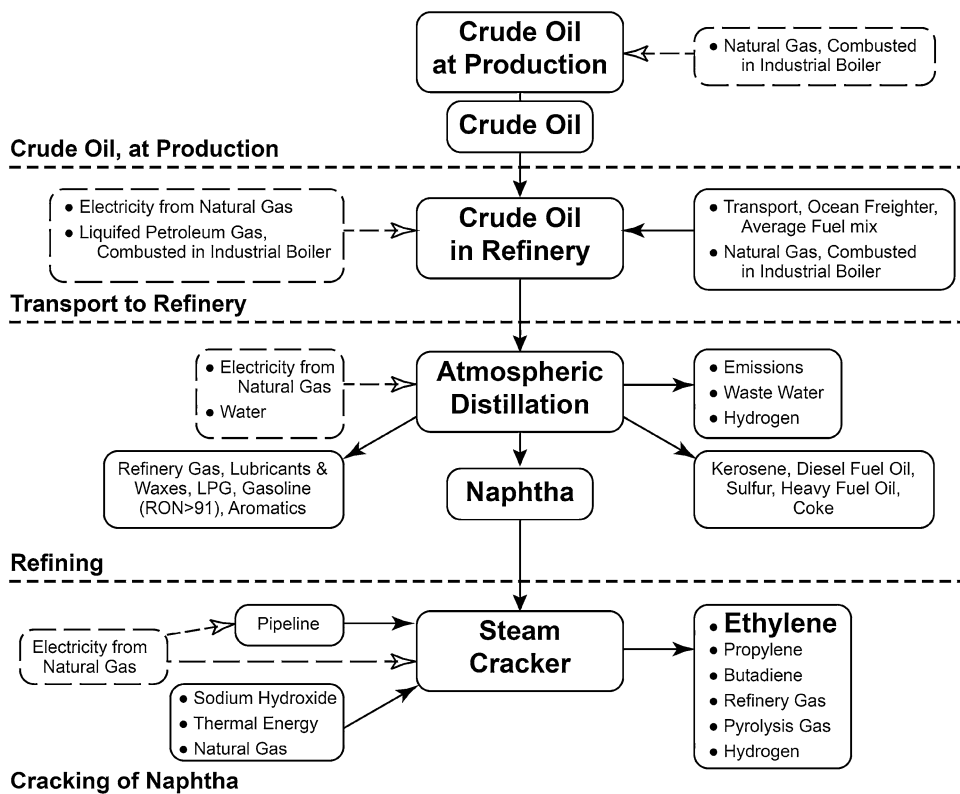 Crude Oil
at Production
● Natural Gas, Combusted
in Industrial Boiler
Crude Oil
Crude Oil, at Production
● Electricity from Natural Gas
● Liquifed Petroleum Gas,
Combusted in Industrial Boiler
Crude Oil
in Refinery
● Transport, Ocean Freighter,
Average Fuel mix
● Natural Gas, Combusted
in Industrial Boiler
Transport to Refinery
● Electricity from
Natural Gas
● Water
Atmospheric
Distillation
● Emissions
● Waste Water
● Hydrogen
Refinery Gas, Lubricants &
Waxes, LPG, Gasoline
(RON>91), Aromatics
Naphtha
Kerosene, Diesel Fuel Oil,
Sulfur, Heavy Fuel Oil,
Coke
Refining
Electricity from
Natural Gas
Pipeline
● Sodium Hydroxide
● Thermal Energy
● Natural Gas
Steam
Cracker
● Ethylene
● Propylene
● Butadiene
● Refinery Gas
● Pyrolysis Gas
● Hydrogen
Cracking of Naphtha